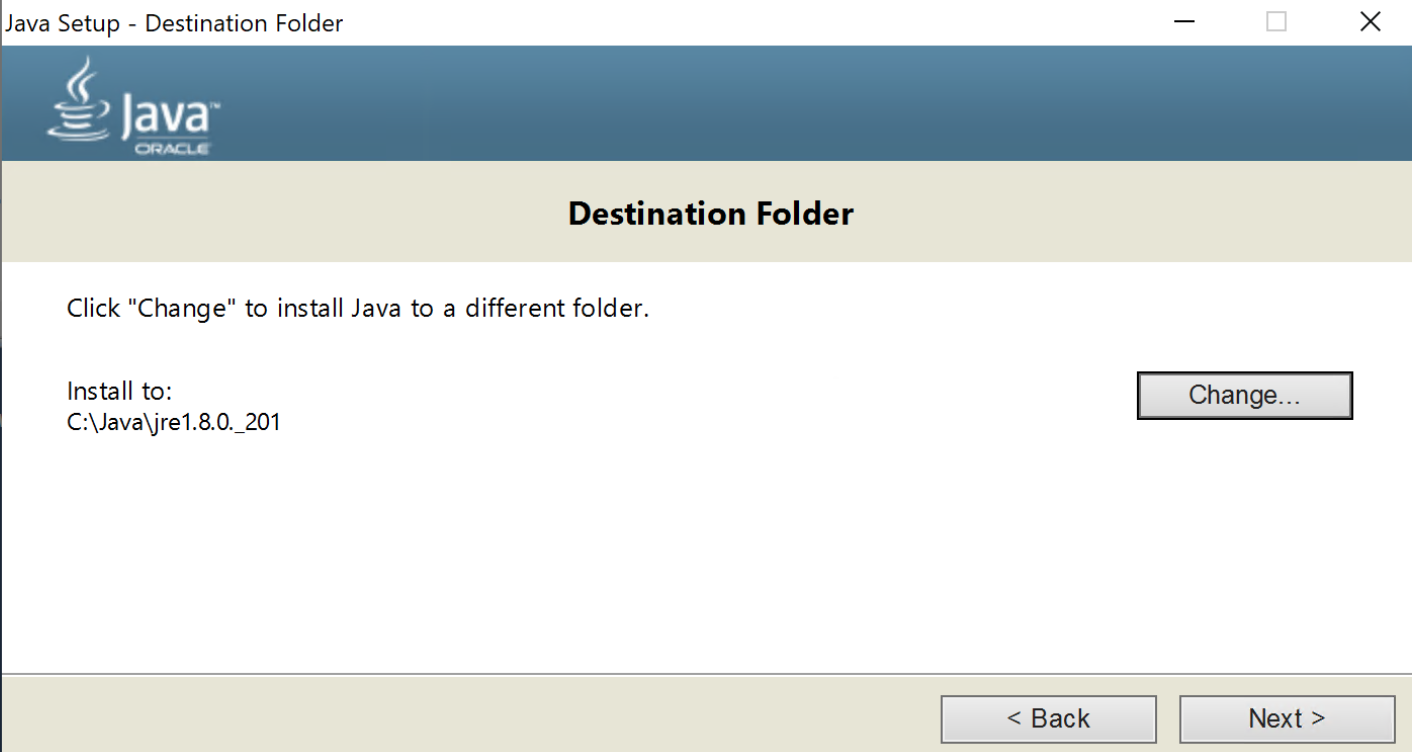 Java Setup - Destination Folder
Java™
ORACLE
Destination Folder
Click "Change" to install Java to a different folder.
Install to:
Change...
C:\Java\jre1.8.0._201
< Back
Next >